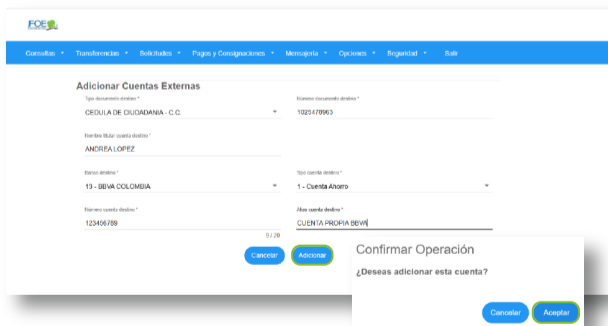 FOE
Consultas Transferencias Solicitudes Pagos y Consignaciones Mensajería Opciones Seguridad Salir
Adicionar Cuentas Externas
Tipo documento destino * Número documento destino *
CEDULA DE CIUDADANIA - C.C. 1025478963
Nombre titular cuenta destino *
ANDREA LOPEZ
Banco destino * Tipo cuenta destino *
13 - BBVA COLOMBIA 1 - Cuenta Ahorro
Número cuenta destino * Alias cuenta destino *
123456789 CUENTA PROPIA BBVA
9 / 20
Cancelar Adicionar
Confirmar Operación
¿Deseas adicionar esta cuenta?
Cancelar Aceptar